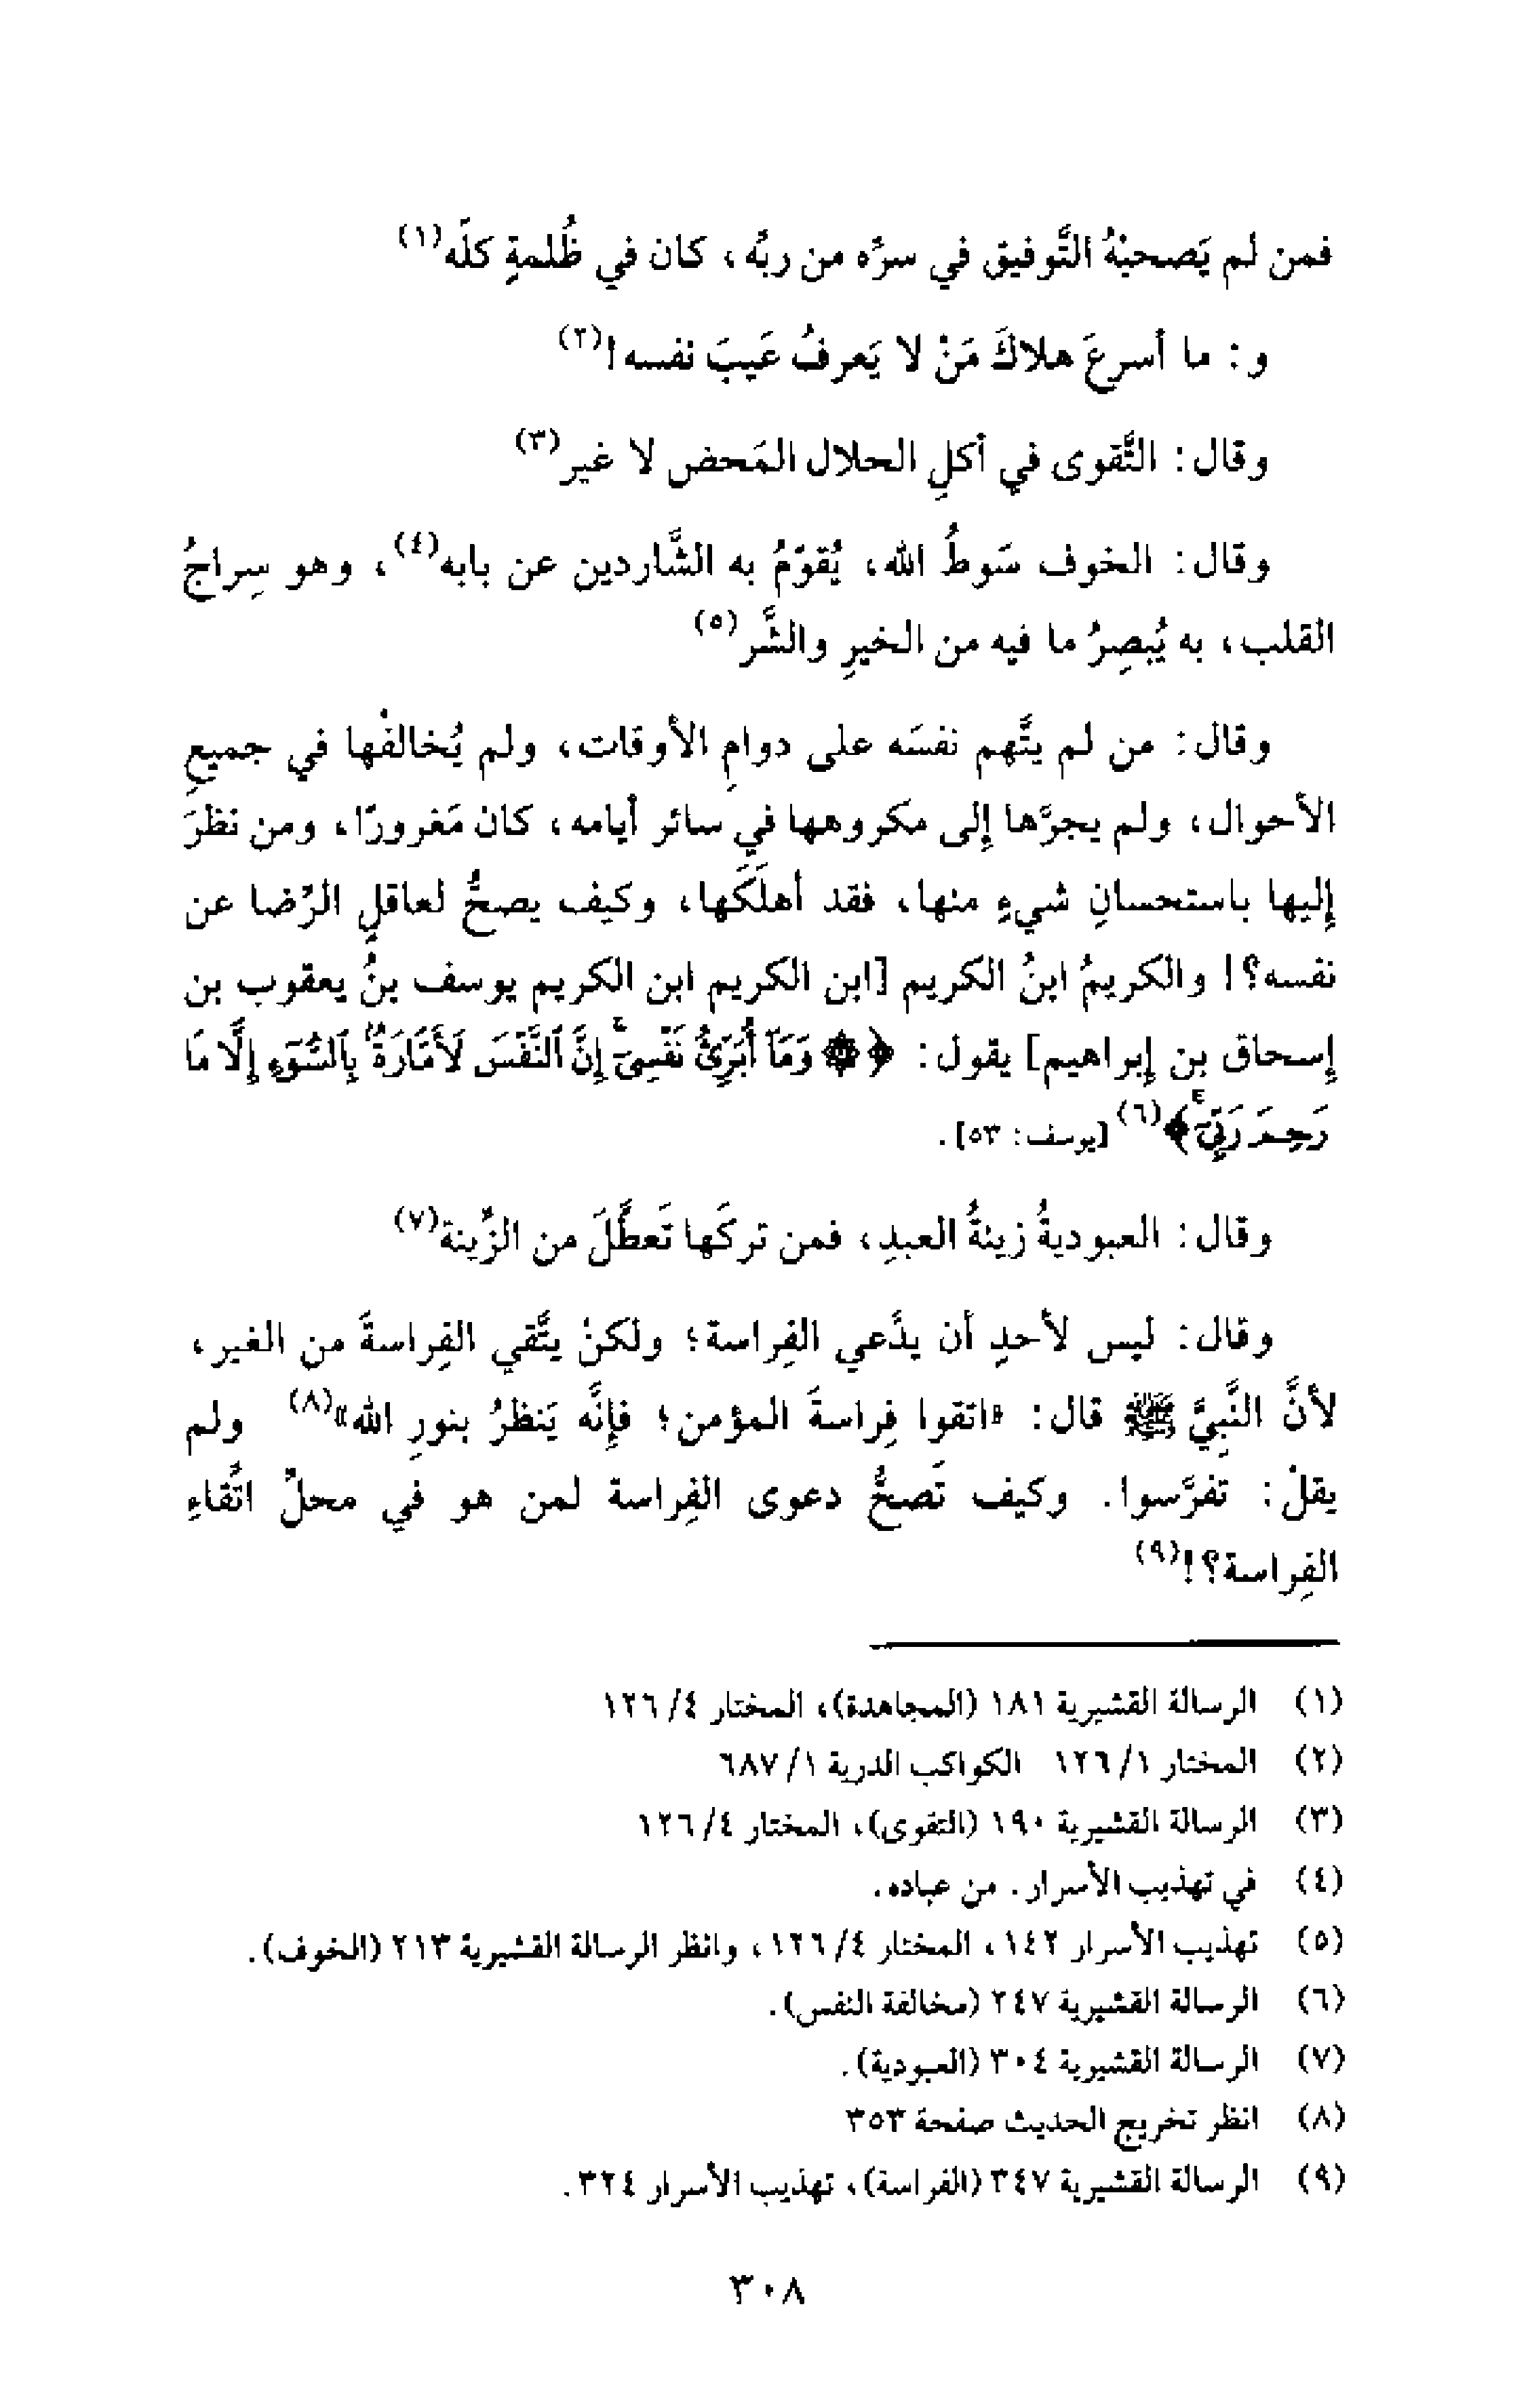 فمن لم يَصحبْهُ التَّوفيق في سرِّه من ربِّه، كان في ظُلمةٍ كلَه(١)
و: ما أسرعَ هلاكَ مَنْ لا يَعرفُ عَيبَ نفسه!(٢)
وقال: التَّقوى في أكلِ الحلال المَحض لا غير(٣)
وقال: الخوف سَوطُ الله، يُقوّمُ به الشَّاردين عن بابه(٤)، وهو سِراجُ
القلب، به يُبصِرُ ما فيه من الخيرِ والشَّر(٥)
وقال: من لم يتَّهم نفسَه على دوامِ الأوقات، ولم يُخالفْها في جميعِ
الأحوال، ولم يجرَّها إلى مكروهها في سائر أيامه، كان مَغرورًا، ومن نظرَ
إليها باستحسانِ شيءٍ منها، فقد أهلَكَها، وكيف يصحُّ لعاقلٍ الرِّضا عن
نفسه؟! والكريمُ ابنُ الكريم [ابن الكريم ابن الكريم يوسف بنُ يعقوب بن
إسحاق بن إبراهيم] يقول: ﴿۞ وَمَآ أُبَرِّئُ نَفْسِىٓ ۚ إِنَّ ٱلنَّفْسَ لَأَمَّارَةٌۢ بِٱلسُّوٓءِ إِلَّا مَا
رَحِمَ رَبِّىٓ ۚ﴾(٦) [يوسف: ٥٣].
وقال: العبوديةُ زينةُ العبدِ، فمن تركَها تَعطَّلَ من الزِّينة(٧)
وقال: ليس لأحدٍ أن يدَّعي الفِراسة؛ ولكنْ يتَّقي الفِراسةَ من الغير،
لأنَّ النَّبيَّ ﷺ قال: «اتقوا فِراسةَ المؤمن؛ فإنَّه يَنظرُ بنورِ الله»(٨) ولم
يقلْ: تفرَّسوا. وكيف تَصحُّ دعوى الفِراسة لمن هو في محلِّ اتِّقاءِ
الفِراسة؟!(٩)
(١) الرسالة القشيرية ١٨١ (المجاهدة)، المختار ٤/ ١٢٦
(٢) المختار ١/ ١٢٦ الكواكب الدرية ١/ ٦٨٧
(٣) الرسالة القشيرية ١٩٠ (التقوى)، المختار ٤/ ١٢٦
(٤) في تهذيب الأسرار. من عباده.
(٥) تهذيب الأسرار ١٤٢، المختار ٤/ ١٢٦، وانظر الرسالة القشيرية ٢١٣ (الخوف).
(٦) الرسالة القشيرية ٢٤٧ (مخالفة النفس).
(٧) الرسالة القشيرية ٣٠٤ (العبودية).
(٨) انظر تخريج الحديث صفحة ٣٥٣
(٩) الرسالة القشيرية ٣٤٧ (الفراسة)، تهذيب الأسرار ٣٢٤.
٣٠٨